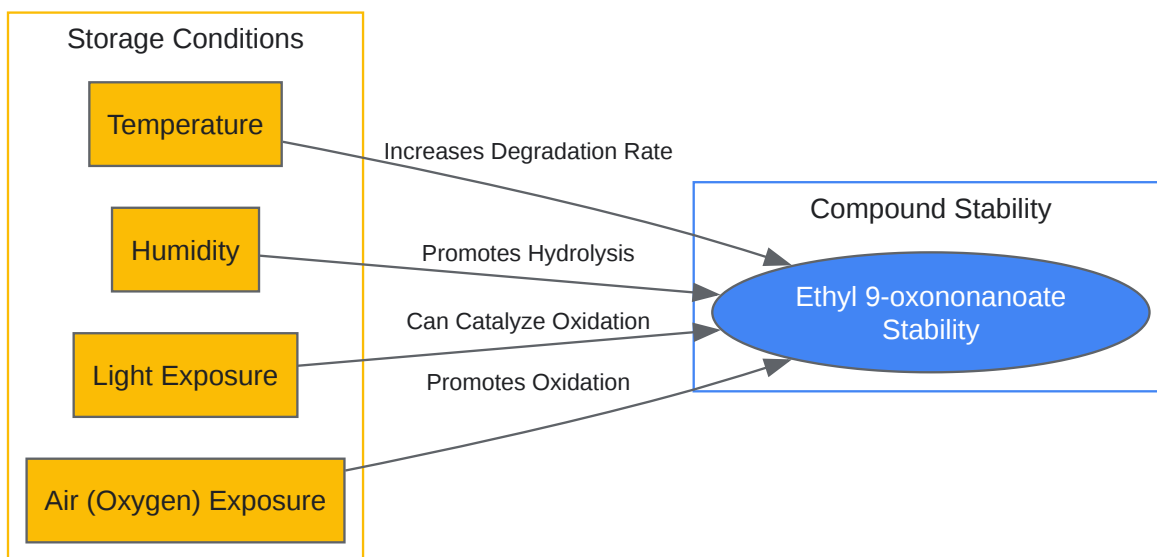 Storage Conditions
Temperature
Increases Degradation Rate
Humidity
Promotes Hydrolysis
Light Exposure
Can Catalyze Oxidation
Air (Oxygen) Exposure
Promotes Oxidation
Compound Stability
Ethyl 9-oxononanoate
Stability